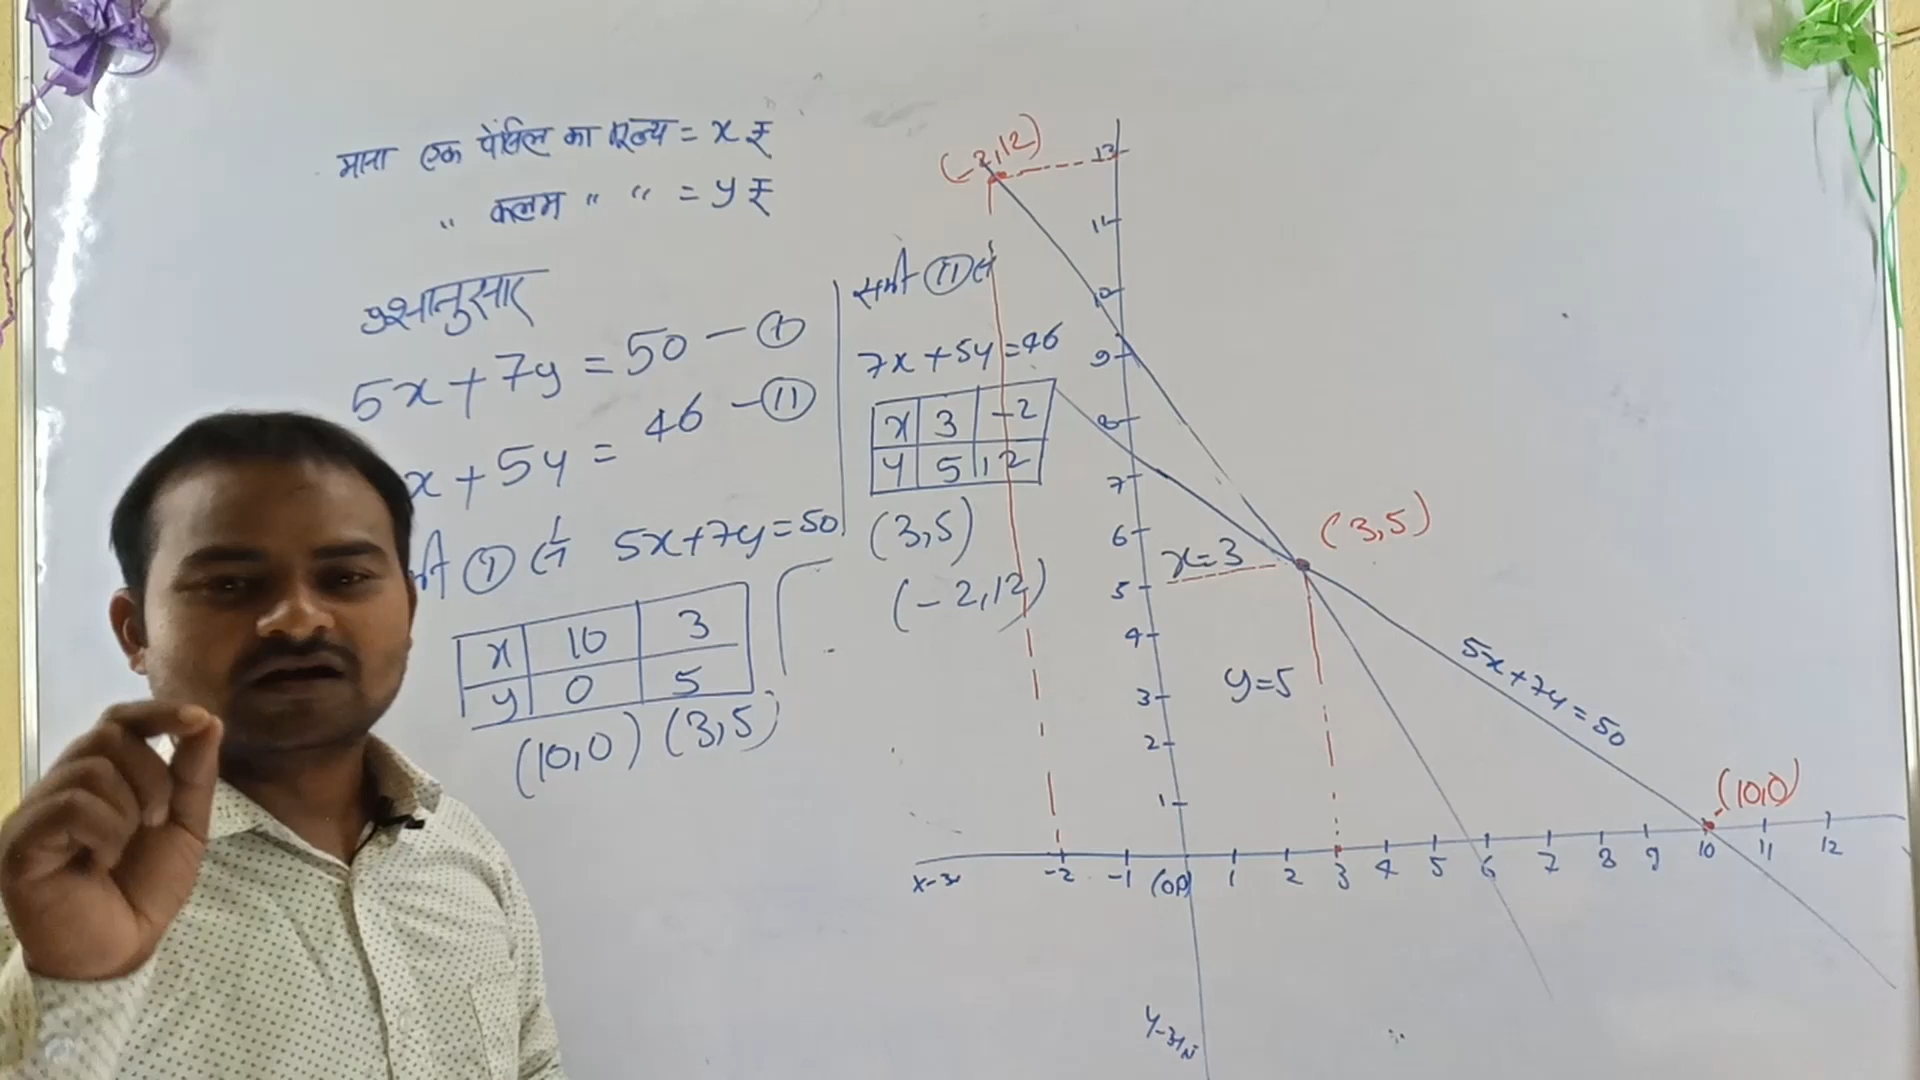 माना एक पेंसिल का मूल्य = x ₹
" कलम " " = y ₹
प्रश्नानुसार
5x + 7y = 50 — (I)
x + 5y = 46 — (II)
(I) से 5x+7y=50
x 10 3
y 0 5
(10,0) (3,5)
समी (II) से
7x + 5y = 46
x 3 -2
y 5 12
(3,5)
(-2,12)
(-2,12)
13
11
10
9
8
7
6
5
4
3
2
1
(3,5)
x=3
y=5
5x+7y=50
(10,0)
-2 -1 1 2 3 4 5 6 7 8 9 10 11 12